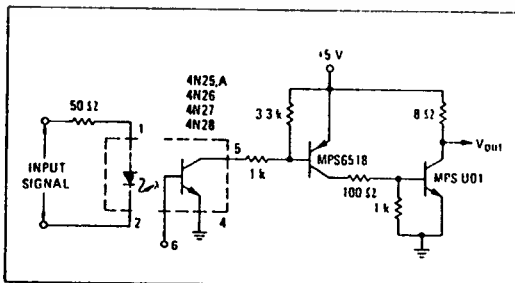 4N25,A
4N26
4N27
4N28
+5 V
50 Ω
1
INPUT
SIGNAL
2
5
4
6
1 k
3.3 k
MPS6518
100 Ω
1 k
8 Ω
Vout
MPS U01